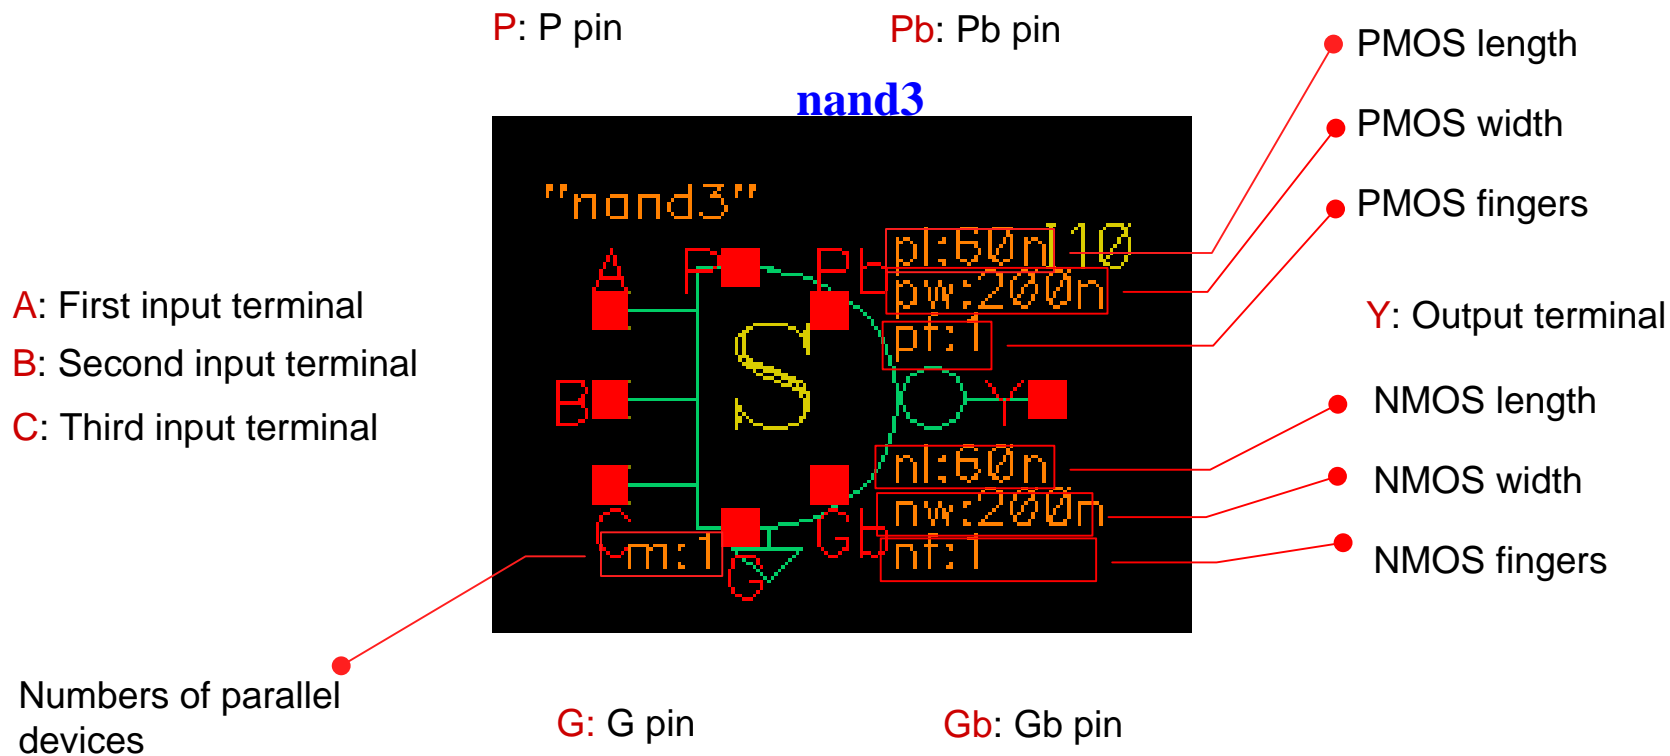 P: P pin
Pb: Pb pin
PMOS length
nand3
PMOS width
"nand3"
PMOS fingers
A
P
Pb
pl:60n
I10
pw:200n
A: First input terminal
Y: Output terminal
pf:1
B: Second input terminal
S
B
Y
NMOS length
C: Third input terminal
nl:60n
NMOS width
nw:200n
C
Gb
m:1
nf:1
NMOS fingers
G
Numbers of parallel
devices
G: G pin
Gb: Gb pin